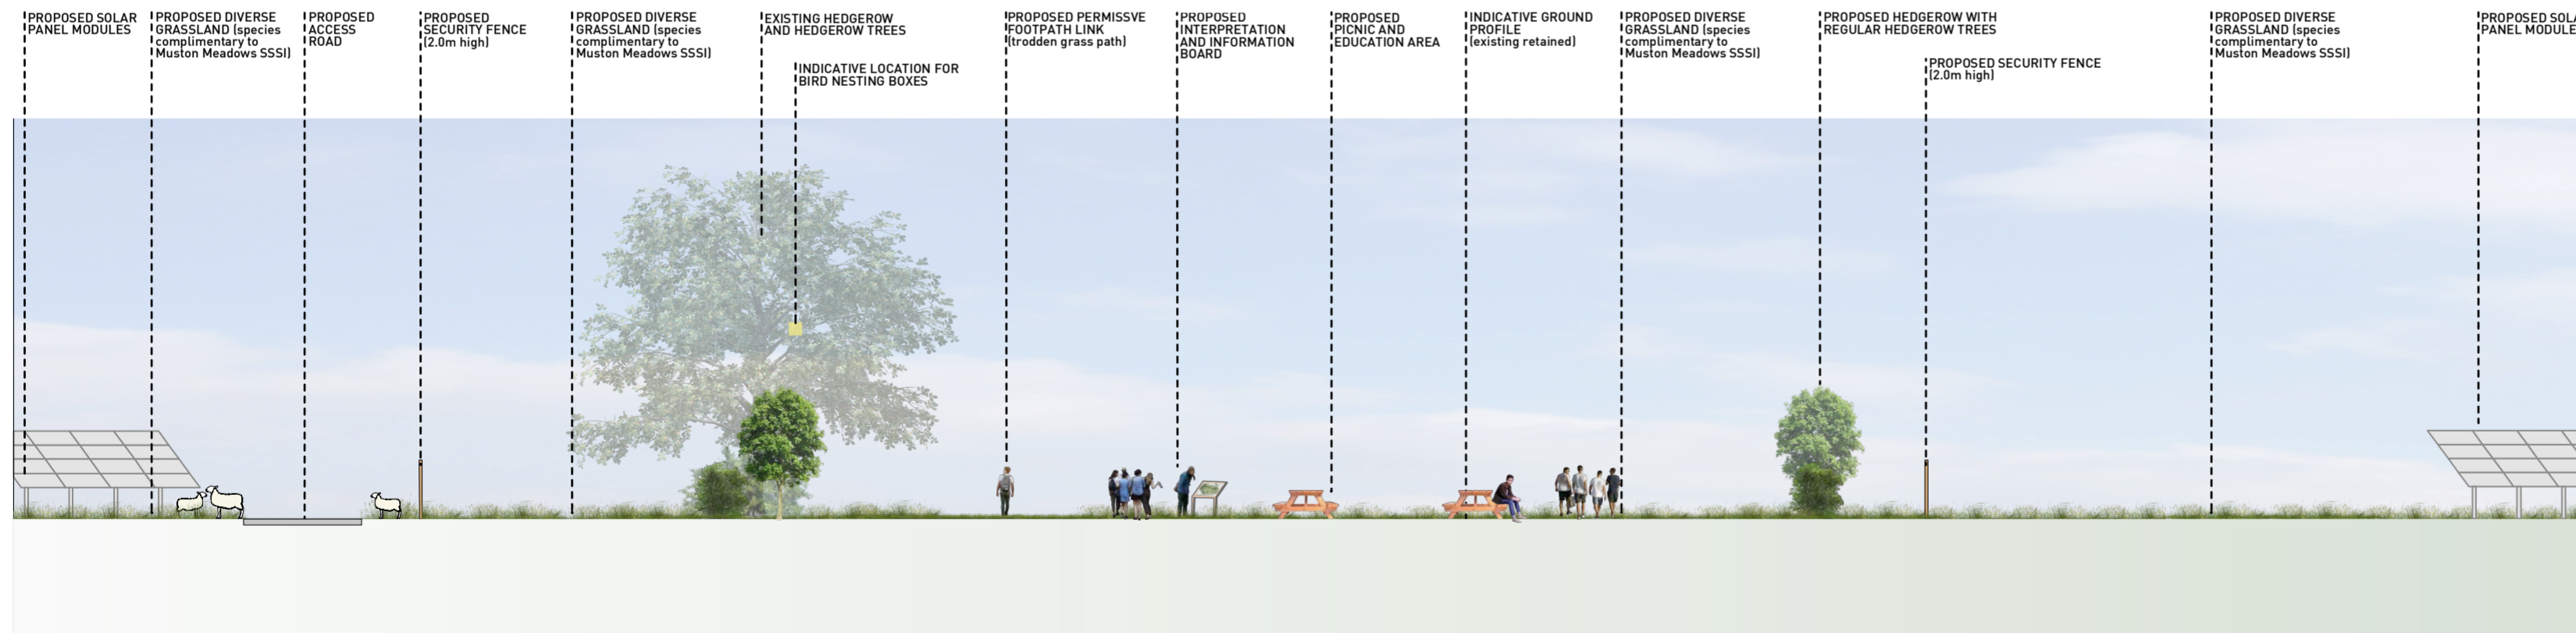 PROPOSED SOLAR
PANEL MODULES
PROPOSED DIVERSE
GRASSLAND (species
complimentary to
Muston Meadows SSSI)
PROPOSED
ACCESS
ROAD
PROPOSED
SECURITY FENCE
(2.0m high)
PROPOSED DIVERSE
GRASSLAND (species
complimentary to
Muston Meadows SSSI)
EXISTING HEDGEROW
AND HEDGEROW TREES
INDICATIVE LOCATION FOR
BIRD NESTING BOXES
PROPOSED PERMISSVE
FOOTPATH LINK
(trodden grass path)
PROPOSED
INTERPRETATION
AND INFORMATION
BOARD
PROPOSED
PICNIC AND
EDUCATION AREA
INDICATIVE GROUND
PROFILE
(existing retained)
PROPOSED DIVERSE
GRASSLAND (species
complimentary to
Muston Meadows SSSI)
PROPOSED HEDGEROW WITH
REGULAR HEDGEROW TREES
PROPOSED SECURITY FENCE
(2.0m high)
PROPOSED DIVERSE
GRASSLAND (species
complimentary to
Muston Meadows SSSI)
PROPOSED
PANEL